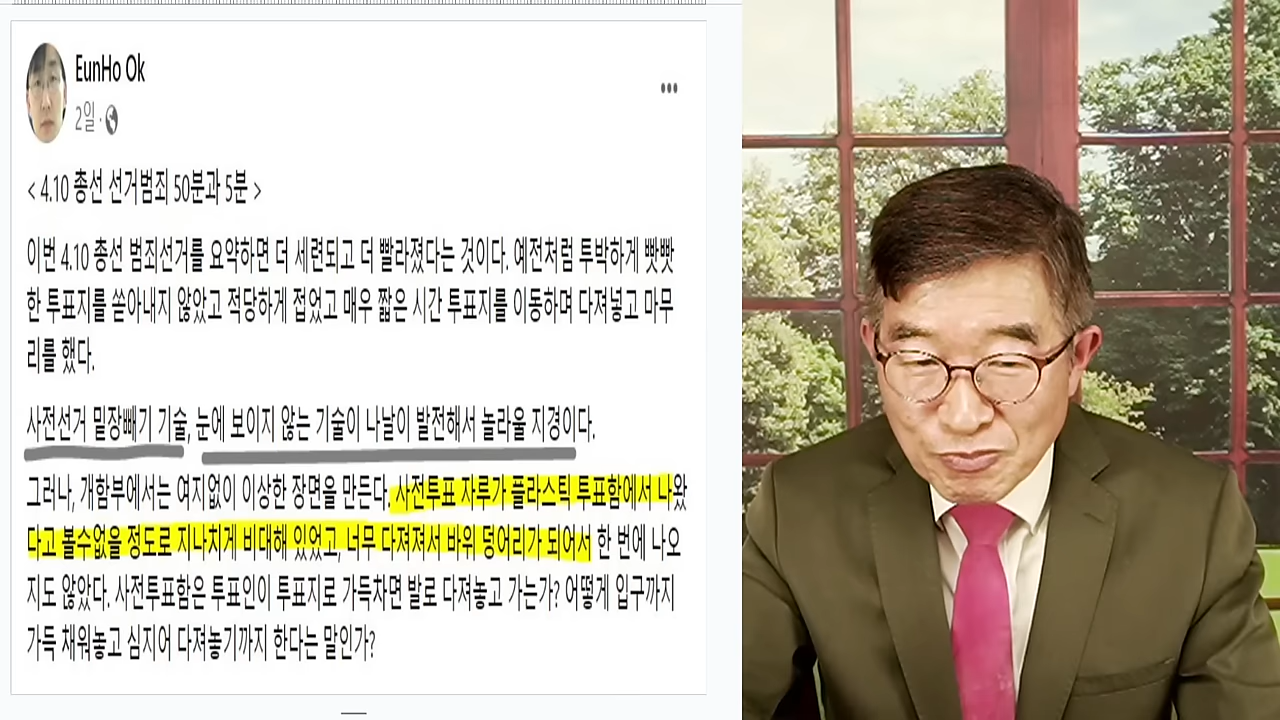 EunHo Ok
2일 ·
< 4.10 총선 선거범죄 50분과 5분 >
이번 4.10 총선 범죄선거를 요약하면 더 세련되고 더 빨라졌다는 것이다. 예전처럼 투박하게 빳빳
한 투표지를 쏟아내지 않았고 적당하게 접었고 매우 짧은 시간 투표지를 이동하며 다져넣고 마무
리를 했다.
사전선거 밑장빼기 기술, 눈에 보이지 않는 기술이 나날이 발전해서 놀라울 지경이다.
그러나, 개함부에서는 여지없이 이상한 장면을 만든다. 사전투표 자루가 플라스틱 투표함에서 나왔
다고 볼수없을 정도로 지나치게 비대해 있었고, 너무 다져져서 바위 덩어리가 되어서 한 번에 나오
지도 않았다. 사전투표함은 투표인이 투표지로 가득차면 발로 다져놓고 가는가? 어떻게 입구까지
가득 채워놓고 심지어 다져놓기까지 한다는 말인가?